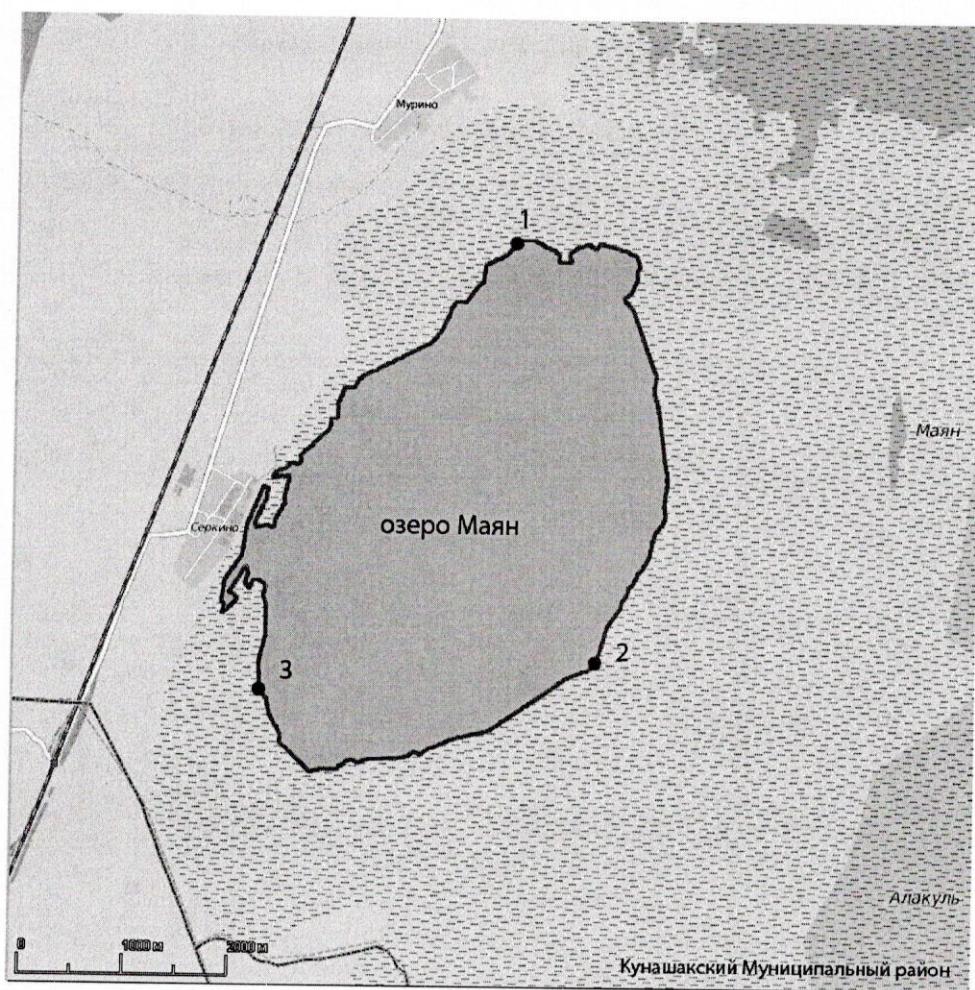 Мурино
1
Маян
Серкино
озеро Маян
2
3
Алакуль
0 1000 м 2000 м
Кунашакский Муниципальный район